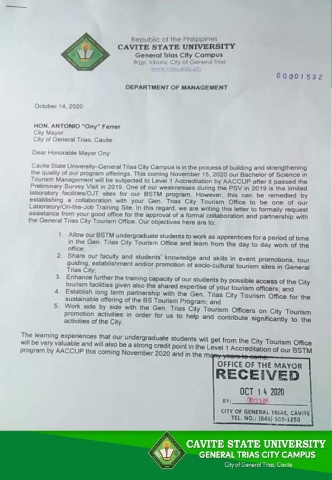 Republic of the Philippines
CAVITE STATE UNIVERSITY
General Trias City Campus
Brgy. Vibora, City of General Trias
www.cvsu.edu.ph
00001532
DEPARTMENT OF MANAGEMENT
October 14, 2020
HON. ANTONIO "Ony" Ferrer
City Mayor
City of General Trias, Cavite
Dear Honorable Mayor Ony:
Cavite State University-General Trias City Campus is in the process of building and strengthening
the quality of our program offerings. This coming November 15, 2020 our Bachelor of Science in
Tourism Management will be subjected to Level 1 Accreditation by AACCUP after it passed the
Preliminary Survey Visit in 2019. One of our weaknesses during the PSV in 2019 is the limited
laboratory facilities/OJT sites for our BSTM program. However, this can be remedied by
establishing a collaboration with your Gen. Trias City Tourism Office to be one of our
Laboratory/On-the-Job Training Site. In this regard, we are writing this letter to formally request
assistance from your good office for the approval of a formal collaboration and partnership with
the General Trias City Tourism Office. Our objectives here are to:
1. Allow our BSTM undergraduate students to work as apprentices for a period of time
in the Gen. Trias City Tourism Office and learn from the day to day work of the
office;
2. Share our faculty and students' knowledge and skills in event promotions, tour
guiding, establishment and/or promotion of socio-cultural tourism sites in General
Trias City;
3. Enhance further the training capacity of our students by possible access of the City
tourism facilities given also the shared expertise of your tourism officers; and
4. Establish long term partnership with the Gen. Trias City Tourism Office for the
sustainable offering of the BS Tourism Program; and
5. Work side by side with the Gen. Trias City Tourism Officers on City Tourism
promotion activities in order for us to help and contribute significantly to the
activities of the City.
The learning experiences that our undergraduate students will get from the City Tourism Office
will be very valuable and will also be a strong credit point in the Level 1 Accreditation of our BSTM
program by AACCUP this coming November 2020 and in the many years to come.
OFFICE OF THE MAYOR
RECEIVED
OCT 14 2020
BY:
CITY OF GENERAL TRIAS, CAVITE
TEL. NO.: (046) 509-1250
CAVITE STATE UNIVERSITY
GENERAL TRIAS CITY CAMPUS
City of General Trias, Cavite